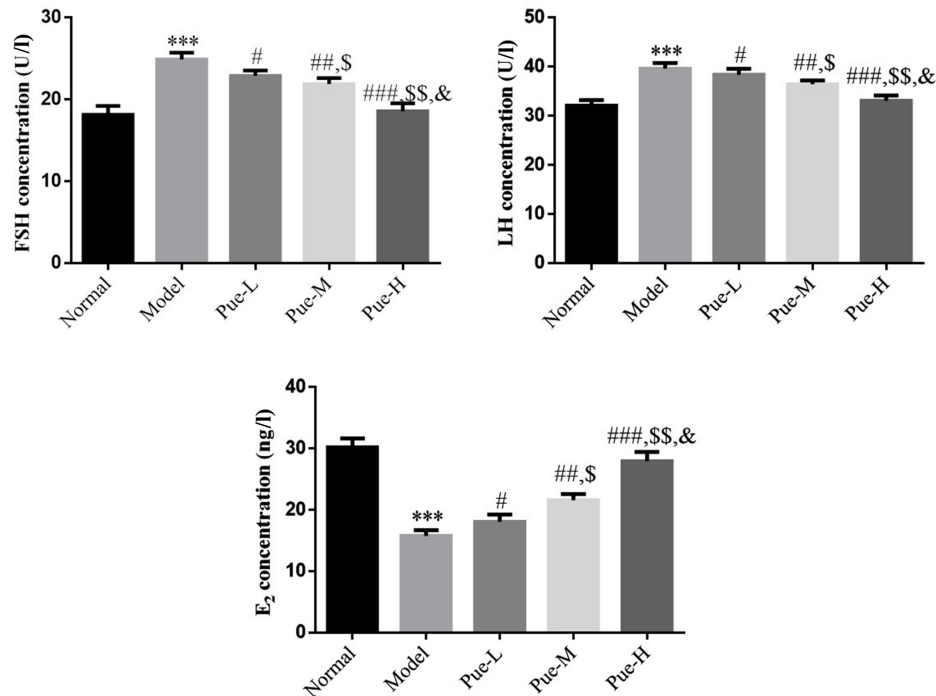 FSH concentration (U/l)
30
20
10
0
***
#
##,$
###,$$,&
Normal
Model
Pue-L
Pue-M
Pue-H
LH concentration (U/l)
50
40
30
20
10
0
***
#
##,$
###,$$,&
Normal
Model
Pue-L
Pue-M
Pue-H
E₂ concentration (ng/l)
40
30
20
10
0
***
#
##,$
###,$$,&
Normal
Model
Pue-L
Pue-M
Pue-H